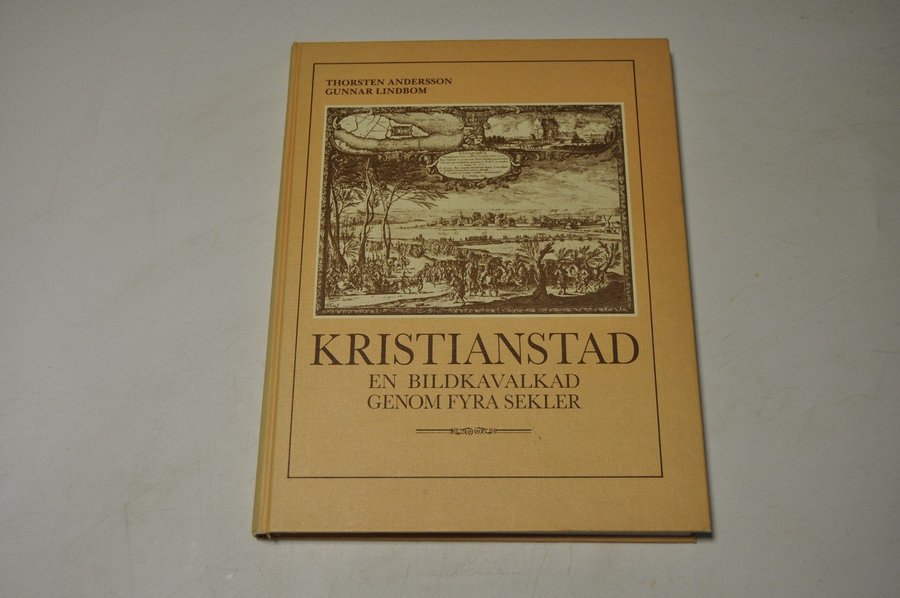 THORSTEN ANDERSSON
GUNNAR LINDBOM
KRISTIANSTAD
EN BILDKAVALKAD
GENOM FYRA SEKLER